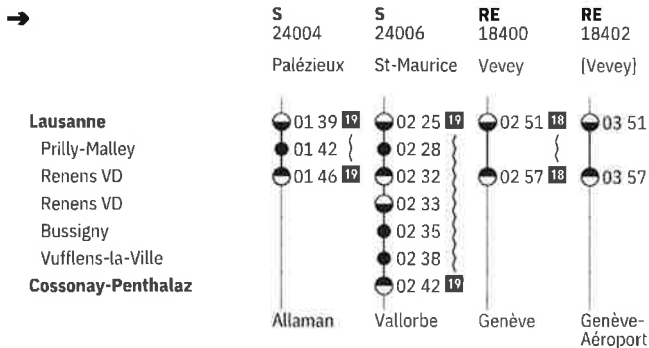 ➔ S S RE RE
24004 24006 18400 18402
Palézieux St-Maurice Vevey (Vevey)
Lausanne 01 39 19 02 25 19 02 51 18 03 51
Prilly-Malley 01 42 02 28
Renens VD 01 46 19 02 32 02 57 18 03 57
Renens VD 02 33
Bussigny 02 35
Vufflens-la-Ville 02 38
Cossonay-Penthalaz 02 42 19
Allaman Vallorbe Genève Genève-
Aéroport